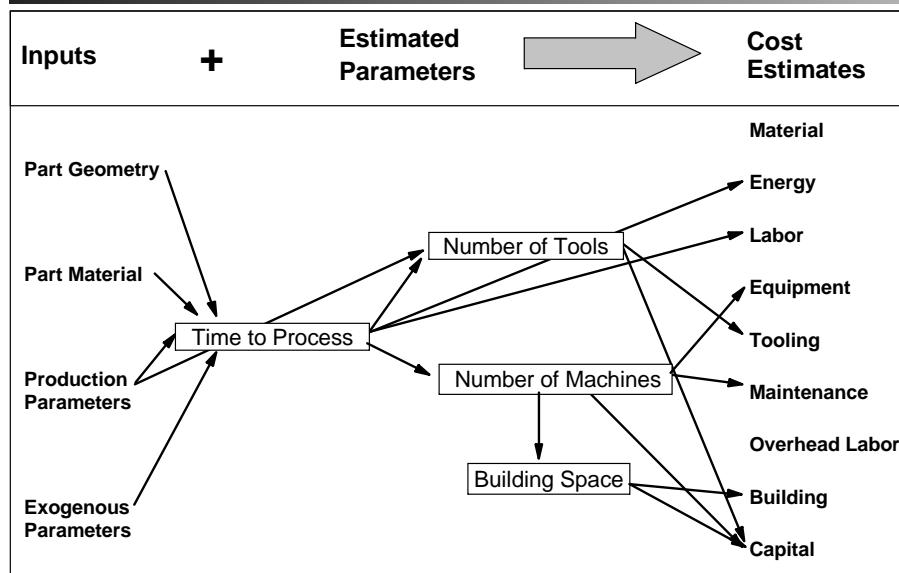 Inputs
+
Estimated
Parameters
Cost
Estimates
Part Geometry
Part Material
Production
Parameters
Exogenous
Parameters
Time to Process
Number of Tools
Number of Machines
Building Space
Material
Energy
Labor
Equipment
Tooling
Maintenance
Overhead Labor
Building
Capital